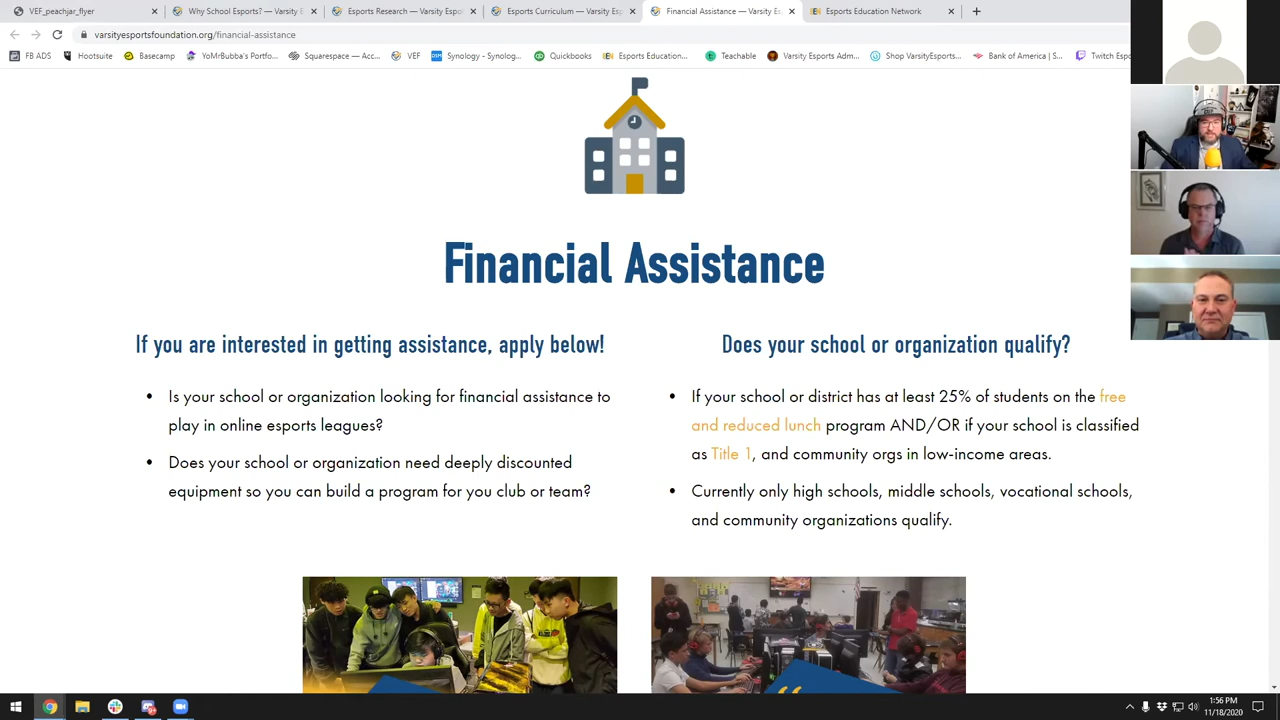 VEF_peachjar_flyer
Why School Esports? — Varsity E
Esports Research — Varsity Espo
Esports Curriculum — Varsity Es
Financial Assistance — Varsity E
Esports Education Network
varsityesportsfoundation.org/financial-assistance
FB ADS
Hootsuite
Basecamp
YoMrBubba's Portfo...
Squarespace — Acc...
VEF
Synology - Synolog...
Quickbooks
Esports Education...
Teachable
Varsity Esports Adm...
Shop VarsityEsports...
Bank of America | S...
Twitch Espo
Financial Assistance
If you are interested in getting assistance, apply below!
• Is your school or organization looking for financial assistance to
play in online esports leagues?
• Does your school or organization need deeply discounted
equipment so you can build a program for you club or team?
Does your school or organization qualify?
• If your school or district has at least 25% of students on the free
and reduced lunch program AND/OR if your school is classified
as Title 1, and community orgs in low-income areas.
• Currently only high schools, middle schools, vocational schools,
and community organizations qualify.
1:56 PM
11/18/2020